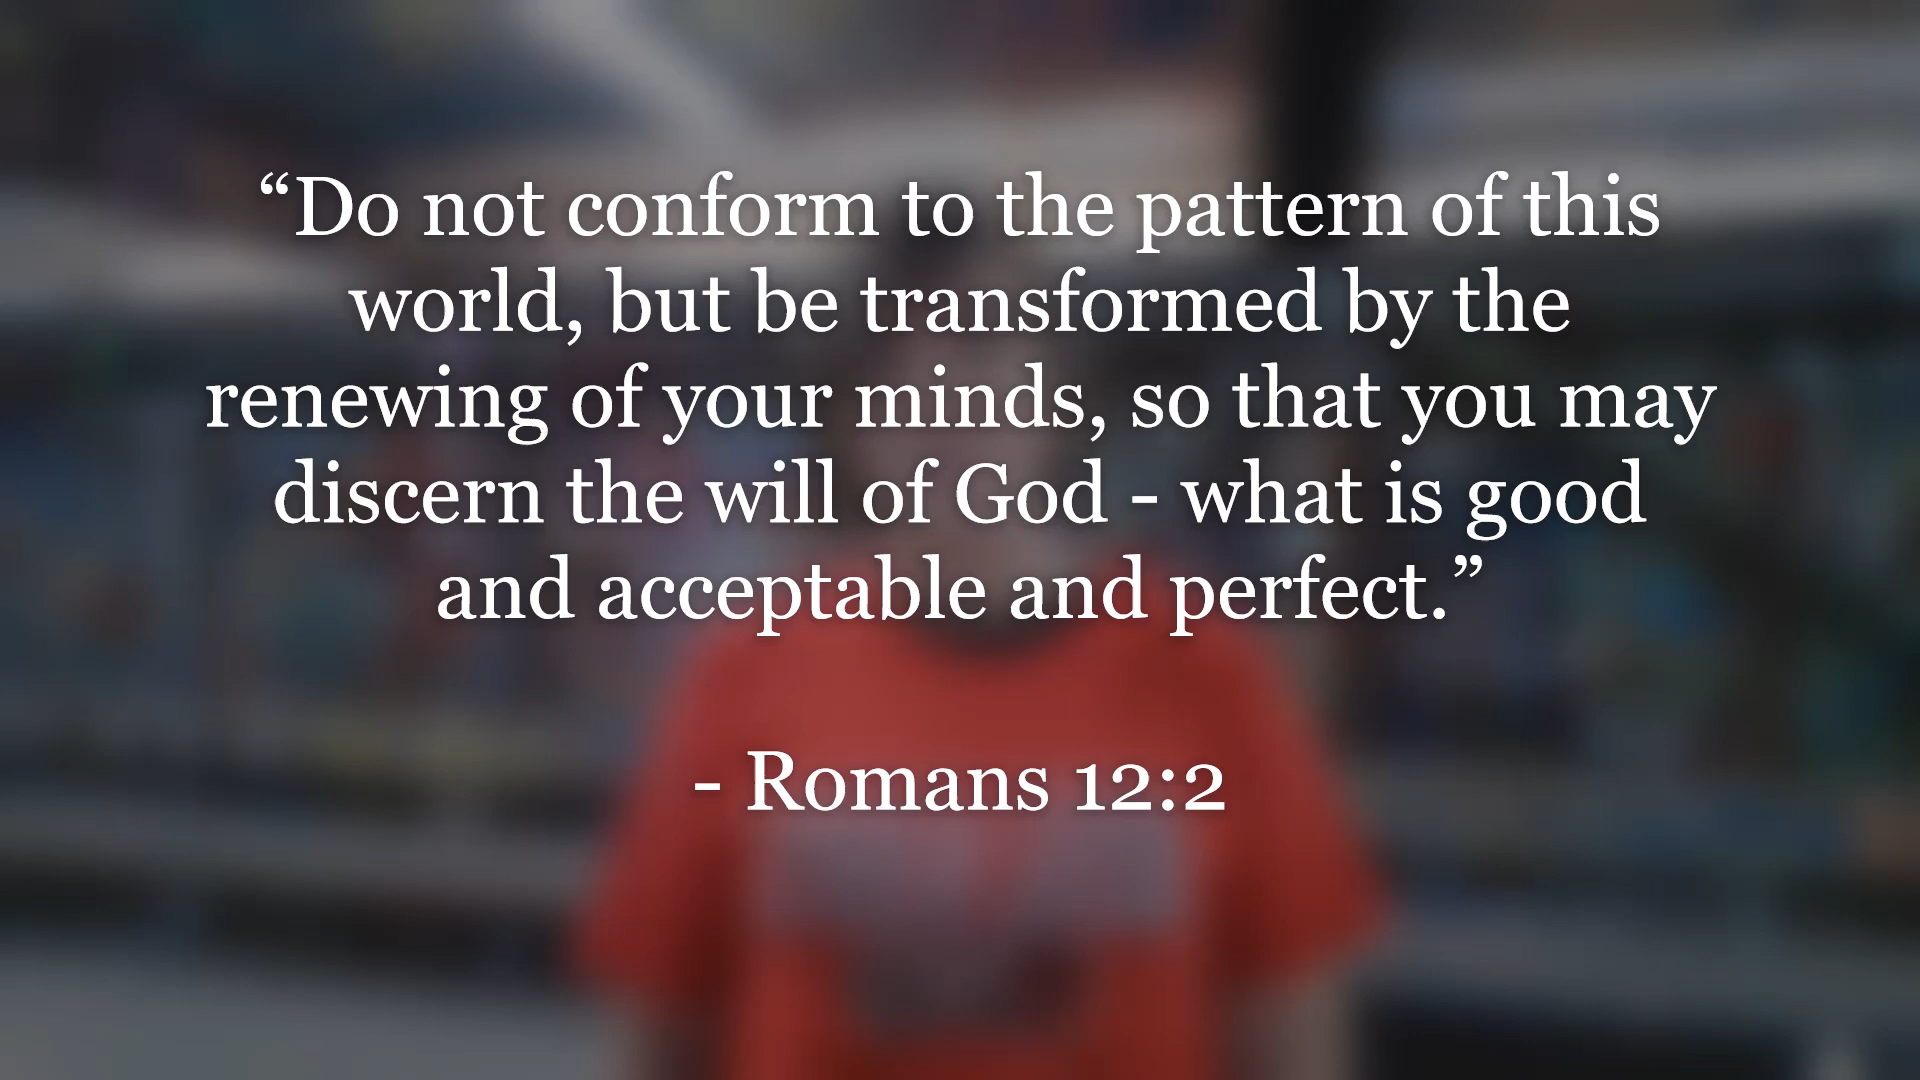 “Do not conform to the pattern of this
world, but be transformed by the
renewing of your minds, so that you may
discern the will of God - what is good
and acceptable and perfect.”
- Romans 12:2